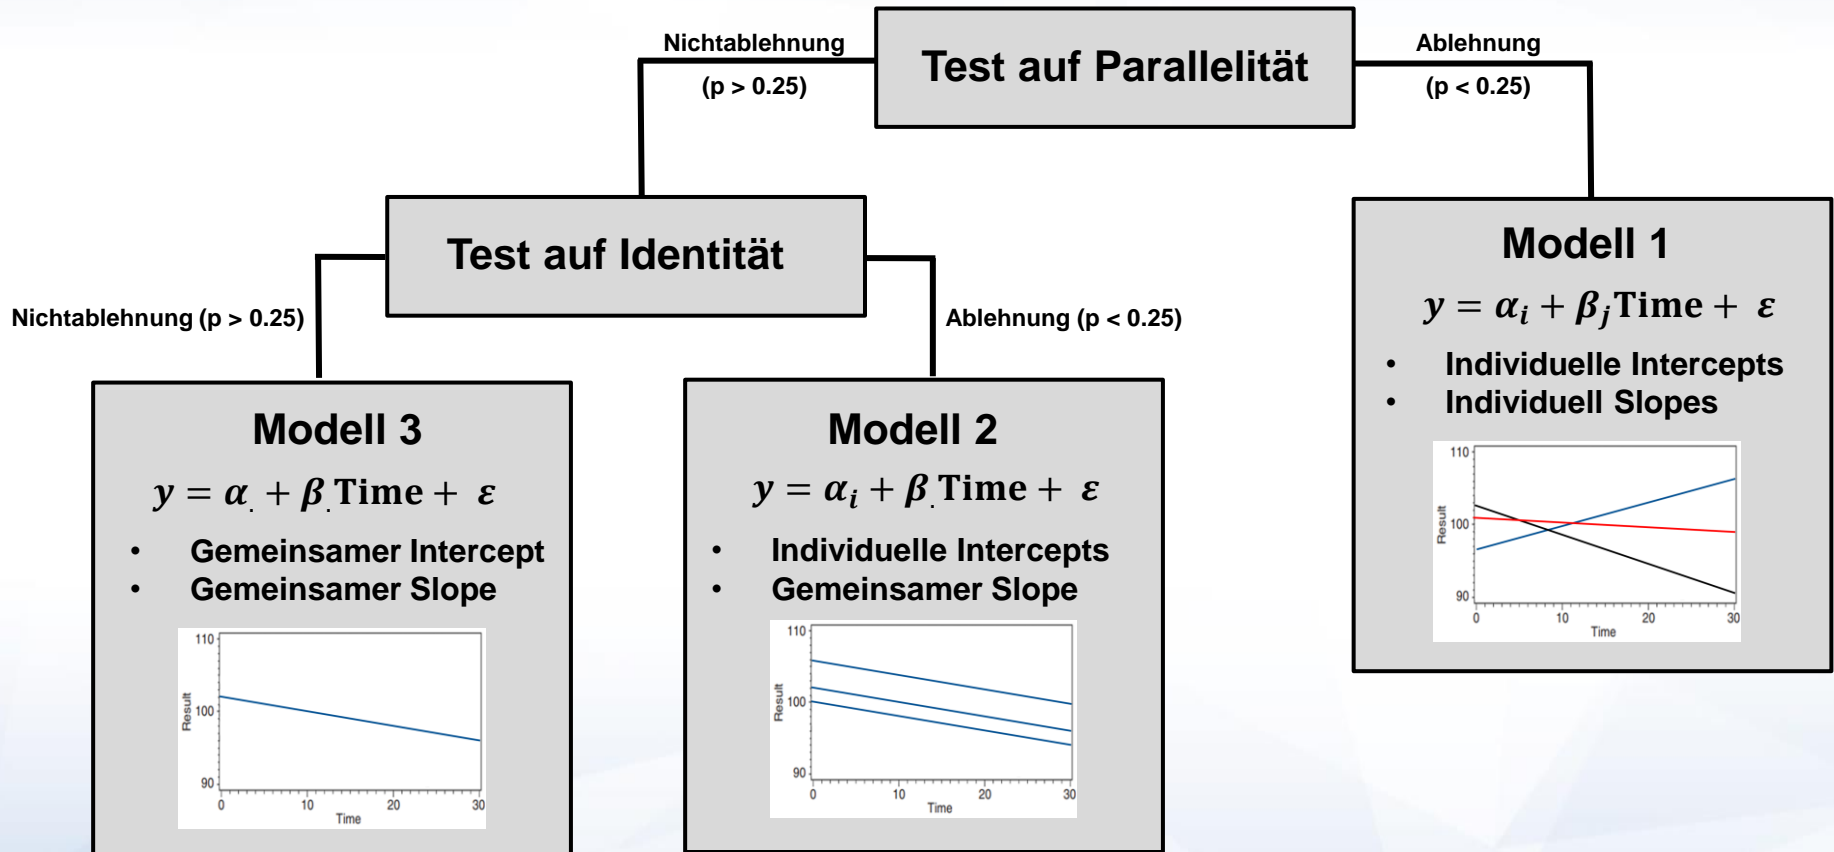 Test auf Parallelität
Nichtablehnung
(p > 0.25)
Ablehnung
(p < 0.25)
Test auf Identität
Nichtablehnung (p > 0.25)
Ablehnung (p < 0.25)
Modell 3
y = α. + β.Time + ε
• Gemeinsamer Intercept
• Gemeinsamer Slope
110
100
90
Result
0 10 20 30
Time
Modell 2
y = αᵢ + β.Time + ε
• Individuelle Intercepts
• Gemeinsamer Slope
110
100
90
Result
0 10 20 30
Time
Modell 1
y = αᵢ + βⱼTime + ε
• Individuelle Intercepts
• Individuell Slopes
110
100
90
Result
0 10 20 30
Time